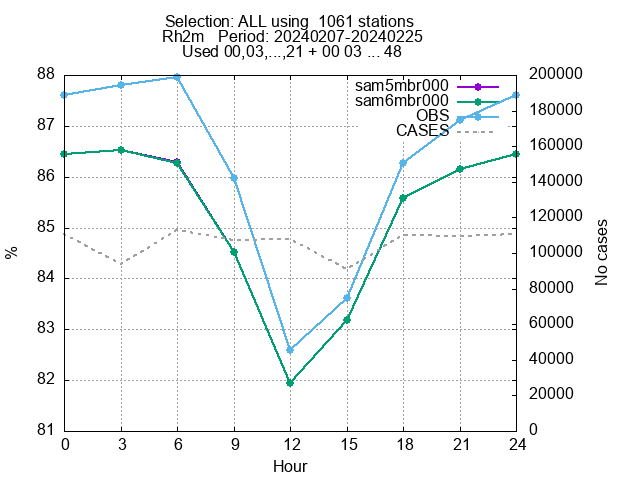 Selection: ALL using  1061 stations
Rh2m   Period: 20240207-20240225
Used 00,03,...,21 + 00 03 ... 48
sam5mbr000
sam6mbr000
OBS
CASES
88
87
86
85
84
83
82
81
%
200000
180000
160000
140000
120000
100000
80000
60000
40000
20000
0
No cases
0 3 6 9 12 15 18 21 24
Hour